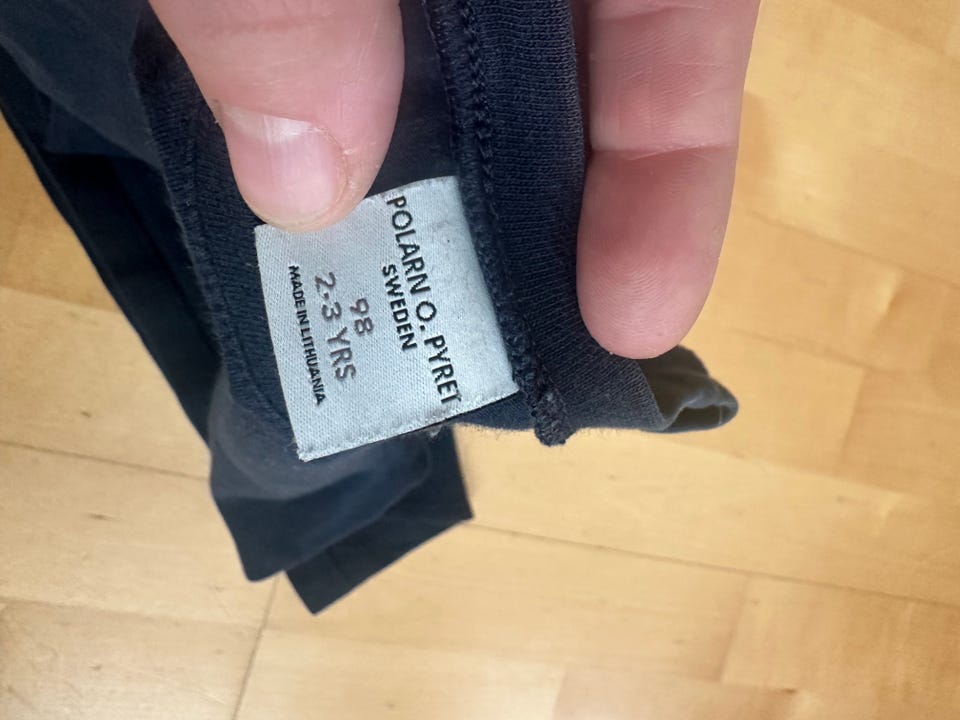 POLARN O. PYRET
SWEDEN
98
2-3 YRS
MADE IN LITHUANIA